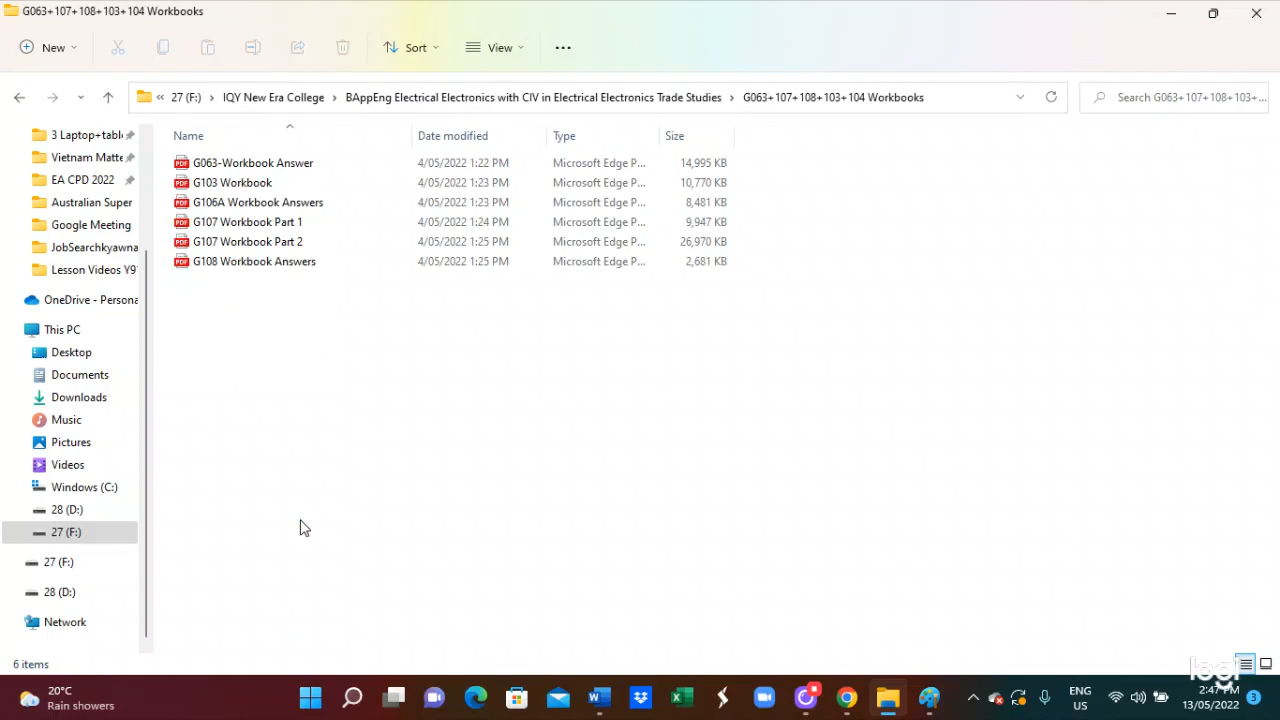 G063+107+108+103+104 Workbooks
New
Sort
View
27 (F:) IQY New Era College BAppEng Electrical Electronics with CIV in Electrical Electronics Trade Studies G063+107+108+103+104 Workbooks
Search G063+107+108+103+...
Name Date modified Type Size
G063-Workbook Answer 4/05/2022 1:22 PM Microsoft Edge P... 14,995 KB
G103 Workbook 4/05/2022 1:23 PM Microsoft Edge P... 10,770 KB
G106A Workbook Answers 4/05/2022 1:23 PM Microsoft Edge P... 8,481 KB
G107 Workbook Part 1 4/05/2022 1:24 PM Microsoft Edge P... 9,947 KB
G107 Workbook Part 2 4/05/2022 1:25 PM Microsoft Edge P... 26,970 KB
G108 Workbook Answers 4/05/2022 1:25 PM Microsoft Edge P... 2,681 KB
3 Laptop+table
Vietnam Matte
EA CPD 2022
Australian Super
Google Meeting
JobSearchkyawna
Lesson Videos Y9
OneDrive - Persona
This PC
Desktop
Documents
Downloads
Music
Pictures
Videos
Windows (C:)
28 (D:)
27 (F:)
27 (F:)
28 (D:)
Network
6 items
20°C
Rain showers
ENG
US
2:47 PM
13/05/2022
3